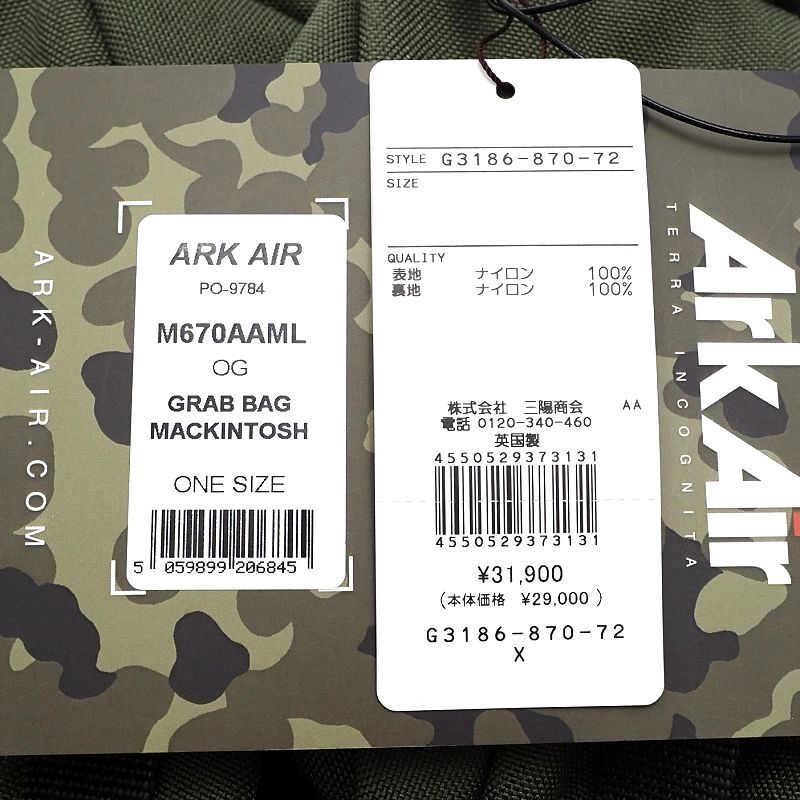 ARK-AIR.COM
ARK AIR
PO-9784
M670AAML
OG
GRAB BAG
MACKINTOSH
ONE SIZE
5 059899 206845
STYLE G3186-870-72
SIZE
QUALITY
表地 ナイロン 100%
裏地 ナイロン 100%
株式会社 三陽商会 AA
電話 0120-340-460
英国製
4550529373131
4550529373131
¥31,900
(本体価格 ¥29,000 )
G3186-870-72
X
ArkAir
TERRA INCOGNITA